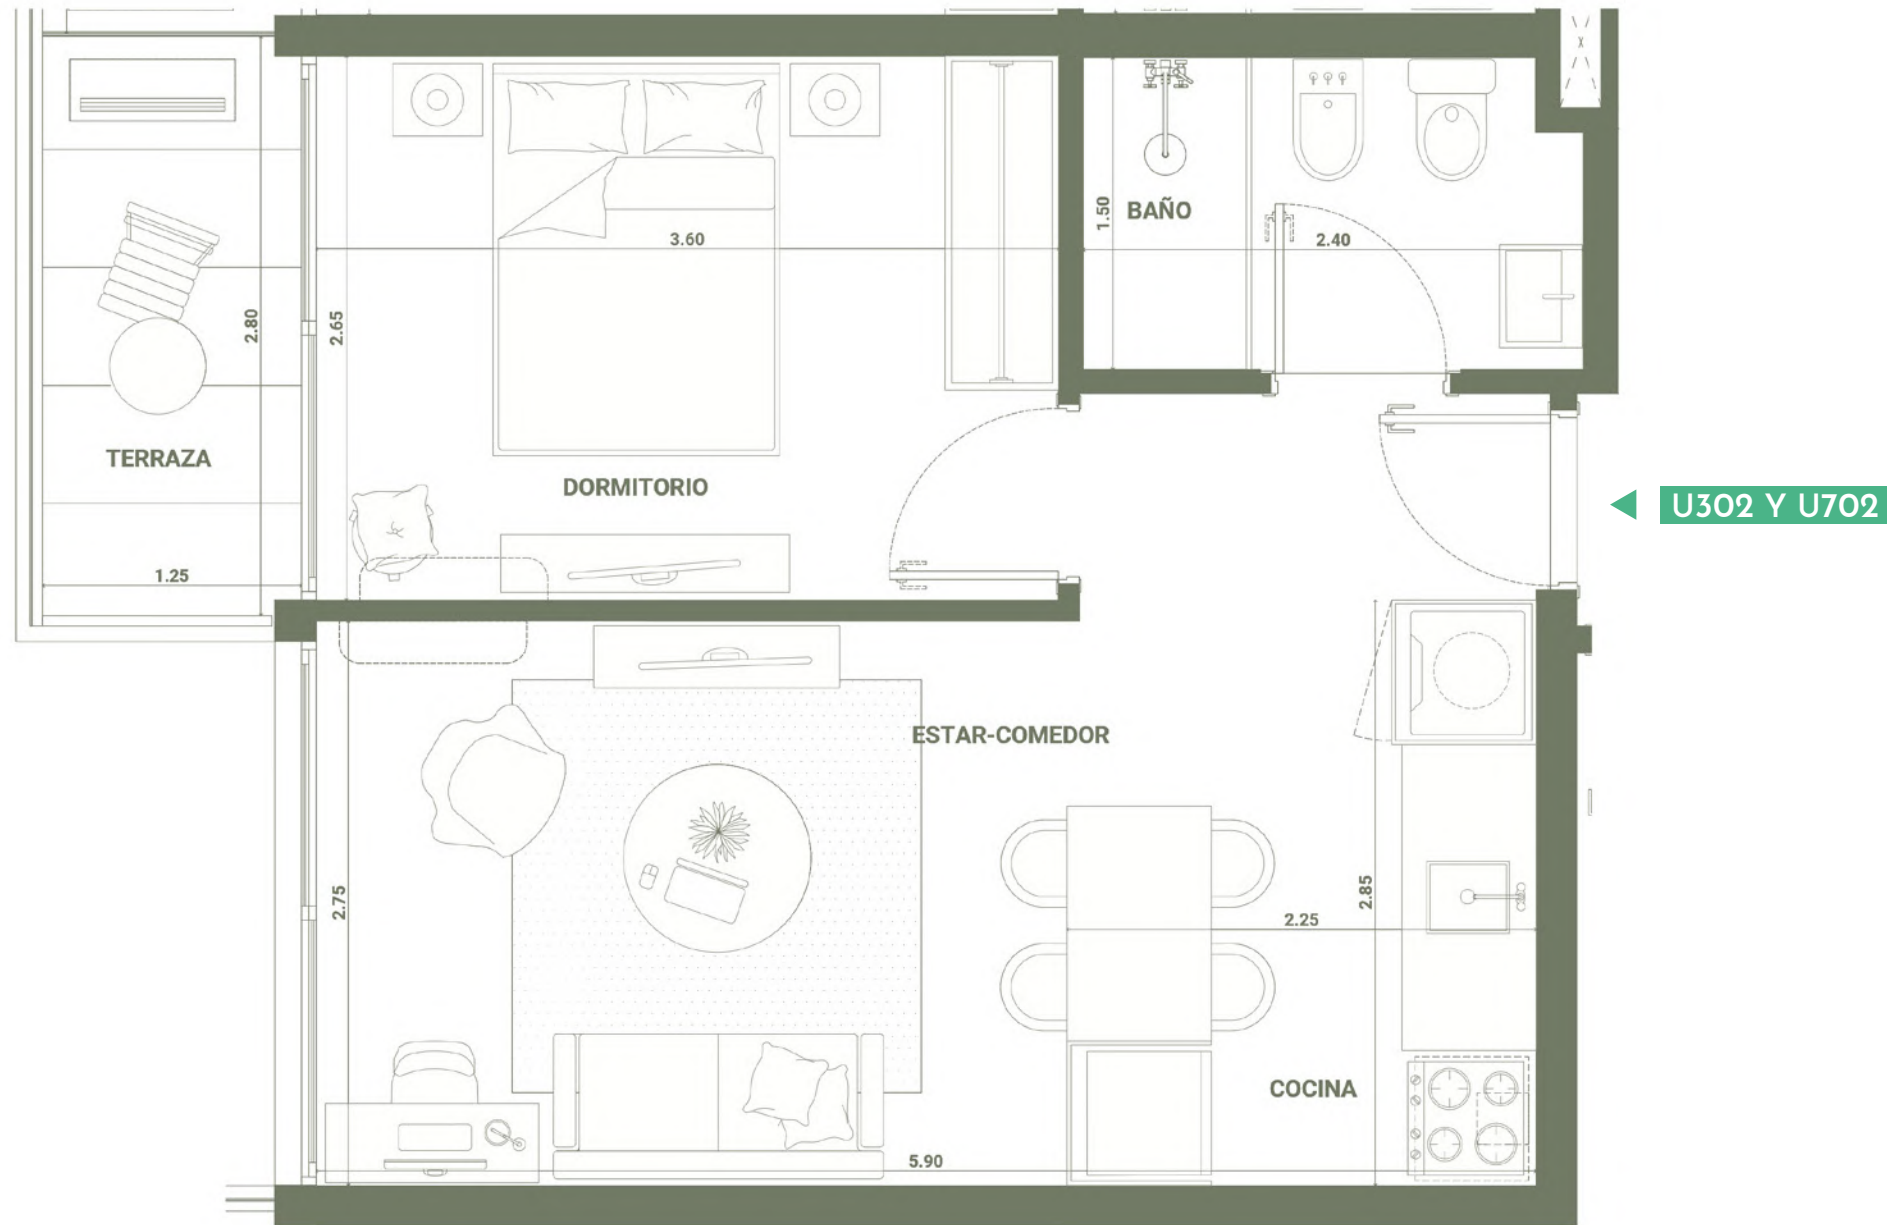 1.50
BAÑO
3.60
2.40
2.80
2.65
TERRAZA
DORMITORIO
U302 Y U702
1.25
ESTAR-COMEDOR
2.75
2.85
2.25
COCINA
5.90